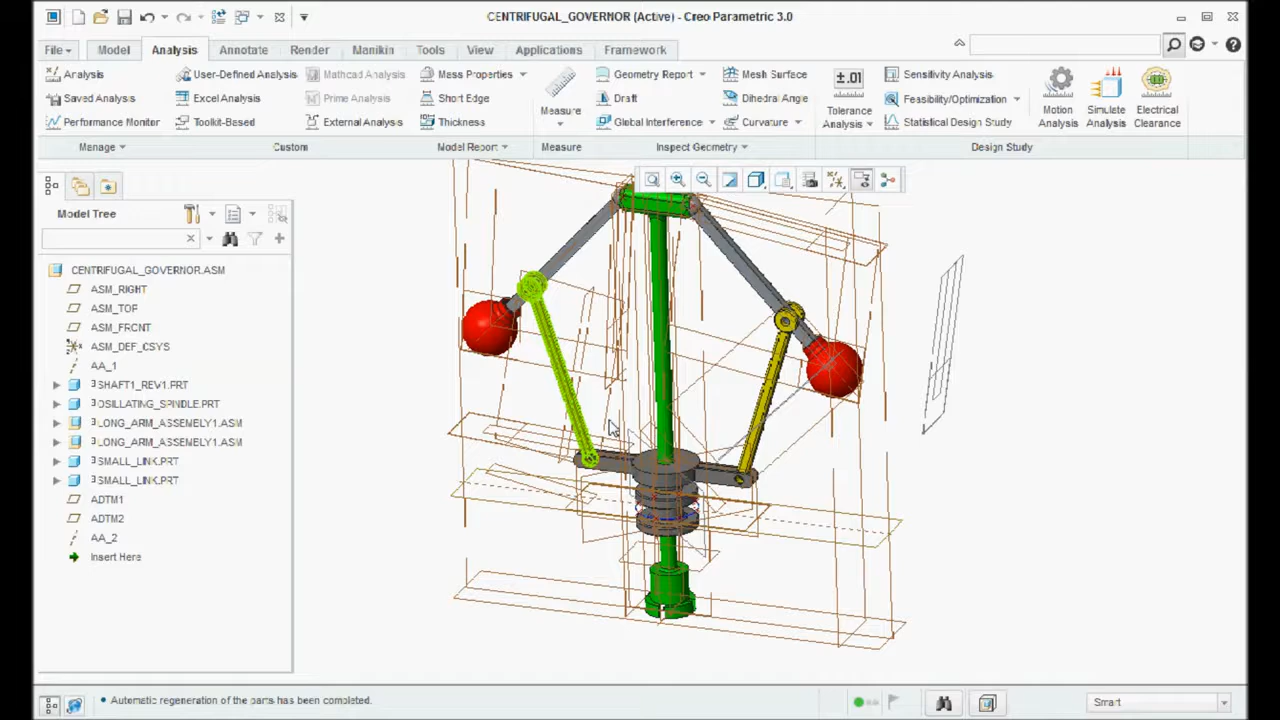 CENTRIFUGAL_GOVERNOR (Active) - Creo Parametric 3.0
File Model Analysis Annotate Render Manikin Tools View Applications Framework
Analysis User-Defined Analysis Mathcad Analysis Mass Properties Geometry Report Mesh Surface Sensitivity Analysis
Saved Analysis Excel Analysis Prime Analysis Short Edge Draft Dihedral Angle Feasibility/Optimization
Performance Monitor Toolkit-Based External Analysis Thickness Global Interference Curvature Statistical Design Study
Measure
±.01
Tolerance
Analysis
Motion
Analysis
Simulate
Analysis
Electrical
Clearance
Manage Custom Model Report Measure Inspect Geometry Design Study
Model Tree
CENTRIFUGAL_GOVERNOR.ASM
ASM_RIGHT
ASM_TOP
ASM_FRONT
ASM_DEF_CSYS
AA_1
SHAFT1_REV1.PRT
OSILLATING_SPINDLE.PRT
LONG_ARM_ASSEMELY1.ASM
LONG_ARM_ASSEMELY1.ASM
SMALL_LINK.PRT
SMALL_LINK.PRT
ADTM1
ADTM2
AA_2
Insert Here
• Automatic regeneration of the parts has been completed.
Smart